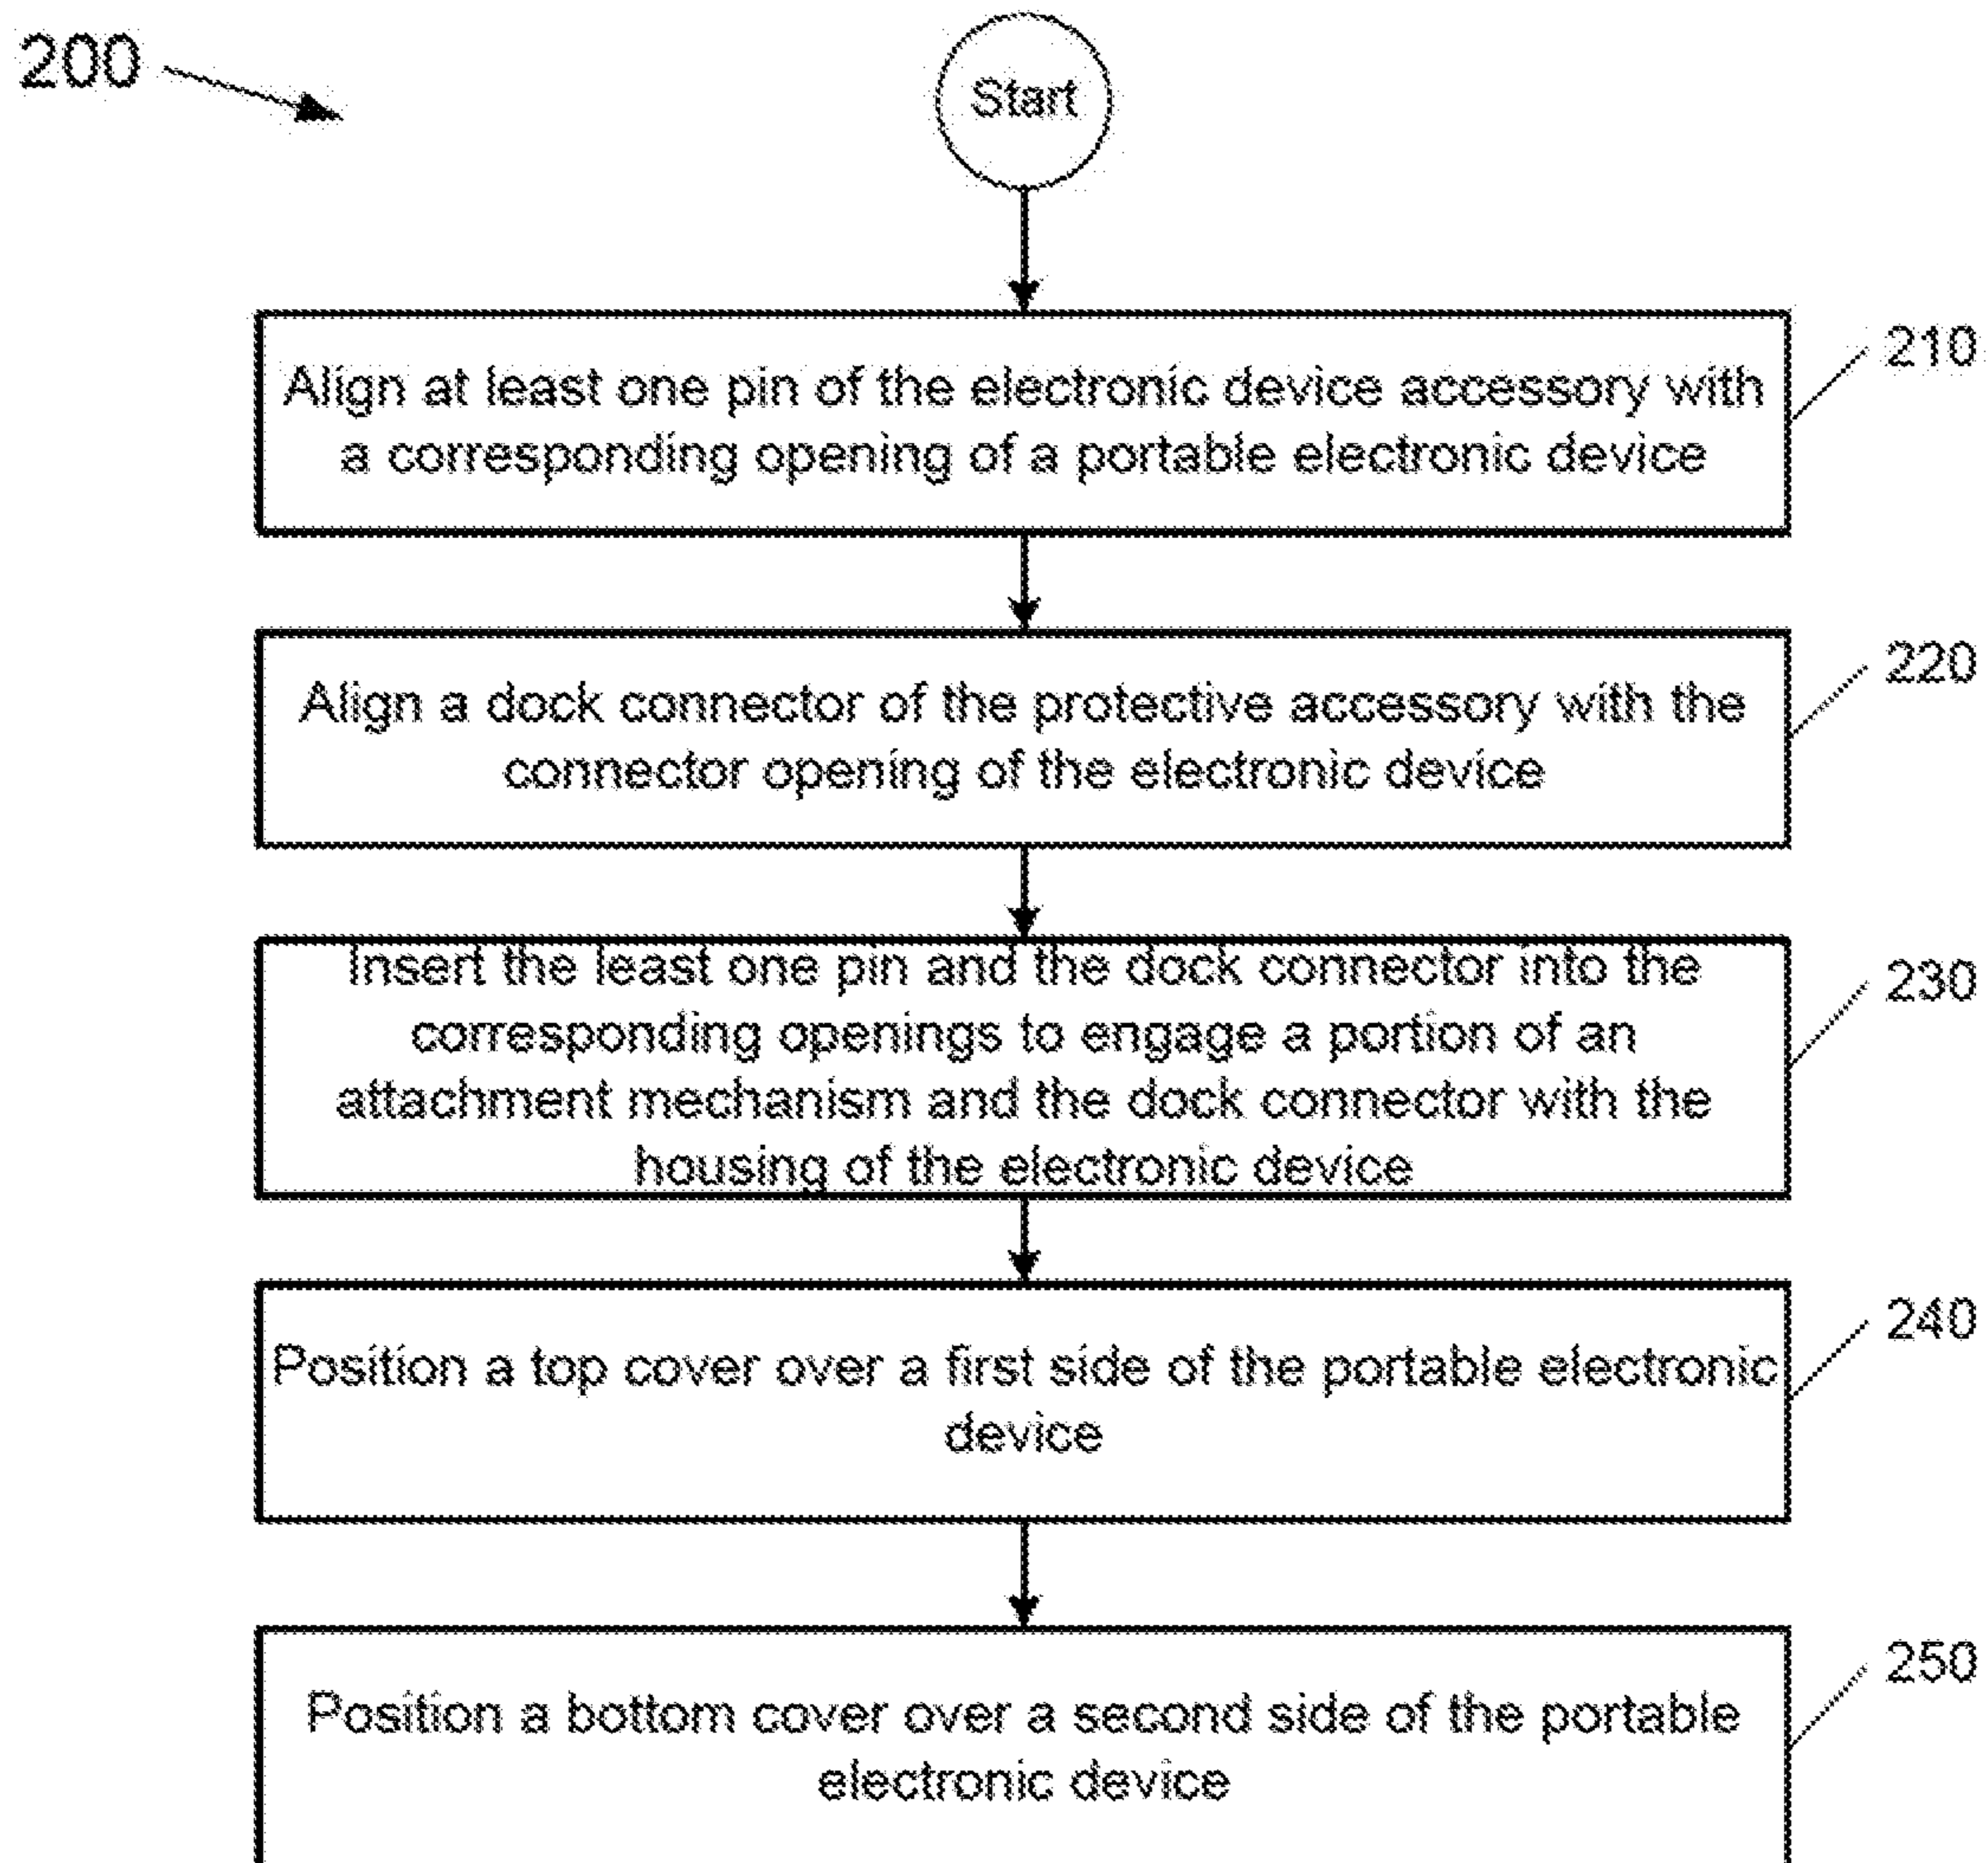 200
Start
Align at least one pin of the electronic device accessory with
a corresponding opening of a portable electronic device
210
Align a dock connector of the protective accessory with the
connector opening of the electronic device
220
Insert the least one pin and the dock connector into the
corresponding openings to engage a portion of an
attachment mechanism and the dock connector with the
housing of the electronic device
230
Position a top cover over a first side of the portable electronic
device
240
Position a bottom cover over a second side of the portable
electronic device
250